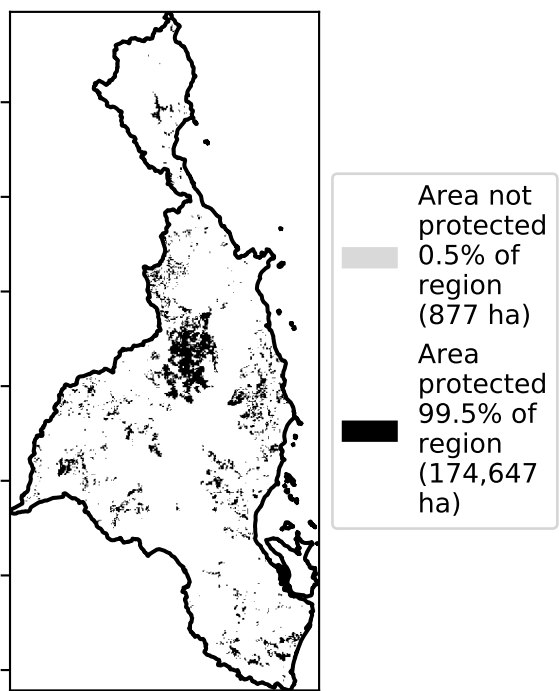 Area not
protected
0.5% of
region
(877 ha)
Area
protected
99.5% of
region
(174,647
ha)